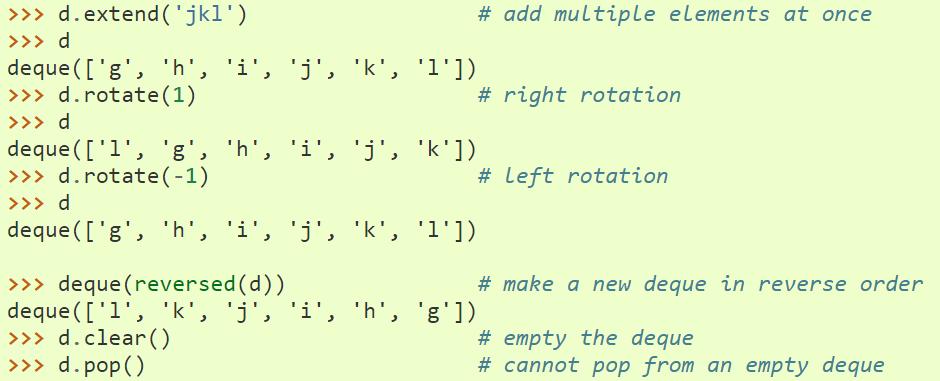 >>> d.extend('jkl')                     # add multiple elements at once
>>> d
deque(['g', 'h', 'i', 'j', 'k', 'l'])
>>> d.rotate(1)                         # right rotation
>>> d
deque(['l', 'g', 'h', 'i', 'j', 'k'])
>>> d.rotate(-1)                        # left rotation
>>> d
deque(['g', 'h', 'i', 'j', 'k', 'l'])

>>> deque(reversed(d))                  # make a new deque in reverse order
deque(['l', 'k', 'j', 'i', 'h', 'g'])
>>> d.clear()                           # empty the deque
>>> d.pop()                             # cannot pop from an empty deque